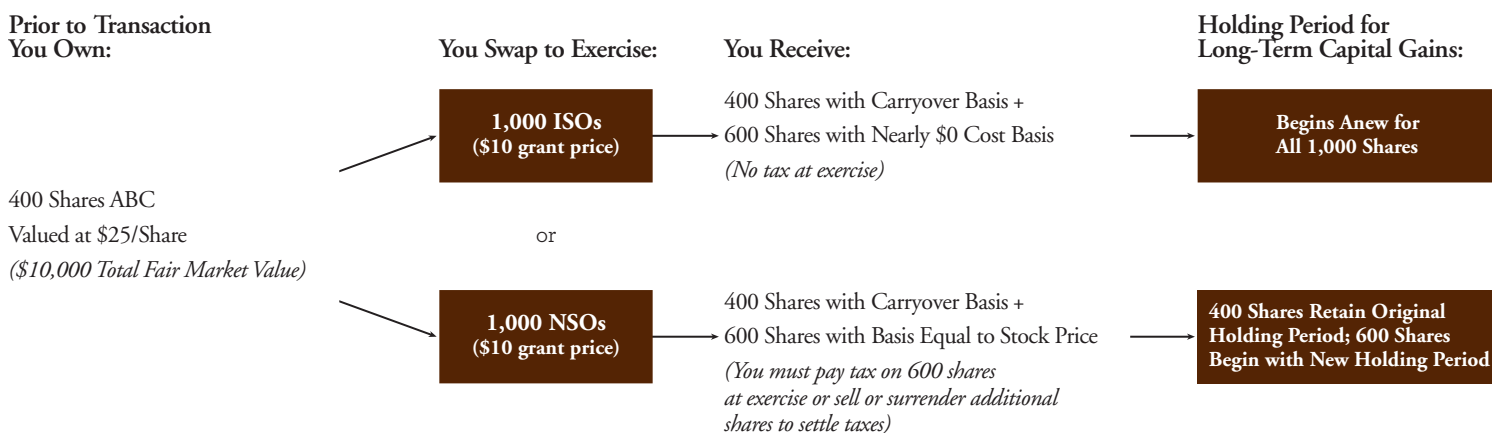 Prior to Transaction
You Own:
You Swap to Exercise:
You Receive:
Holding Period for
Long-Term Capital Gains:
400 Shares ABC
Valued at $25/Share
($10,000 Total Fair Market Value)
1,000 ISOs
($10 grant price)
400 Shares with Carryover Basis +
600 Shares with Nearly $0 Cost Basis
(No tax at exercise)
Begins Anew for
All 1,000 Shares
or
1,000 NSOs
($10 grant price)
400 Shares with Carryover Basis +
600 Shares with Basis Equal to Stock Price
(You must pay tax on 600 shares
at exercise or sell or surrender additional
shares to settle taxes)
400 Shares Retain Original
Holding Period; 600 Shares
Begin with New Holding Period